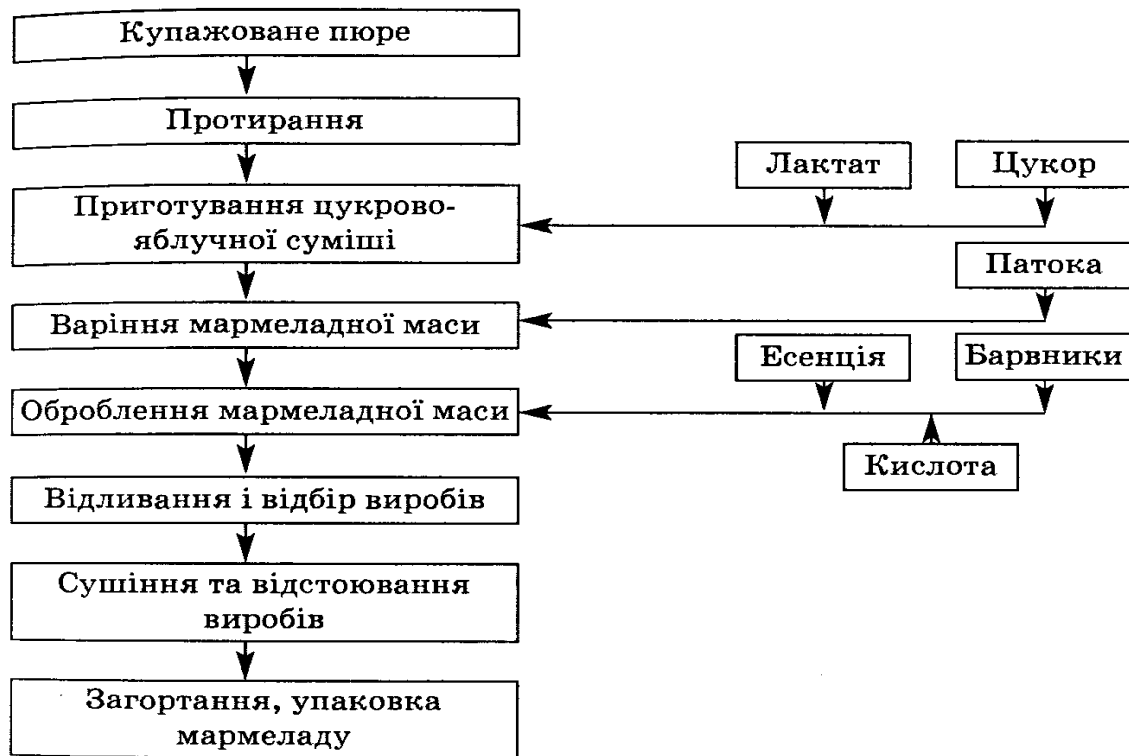 Купажоване пюре
Протирання
Лактат
Цукор
Приготування цукрово-
яблучної суміші
Патока
Варіння мармеладної маси
Есенція
Барвники
Оброблення мармеладної маси
Кислота
Відливання і відбір виробів
Сушіння та відстоювання
виробів
Загортання, упаковка
мармеладу